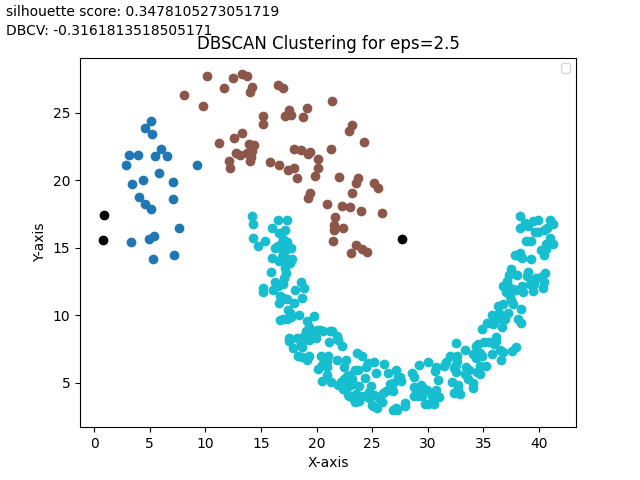 silhouette score: 0.3478105273051719
DBCV: -0.3161813518505171
DBSCAN Clustering for eps=2.5
25
20
15
10
5
Y-axis
0 5 10 15 20 25 30 35 40
X-axis